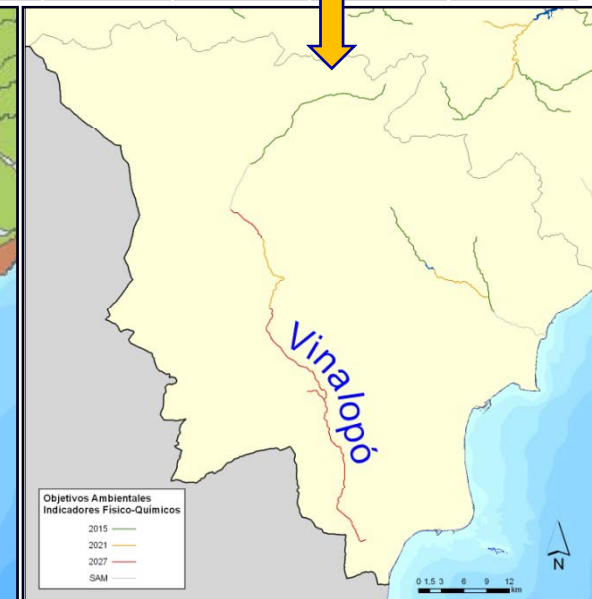 Vinalopó
Objetivos Ambientales
Indicadores Físico-Químicos
2015
2021
2027
SAM
N
0 1,5 3 6 9 12
km